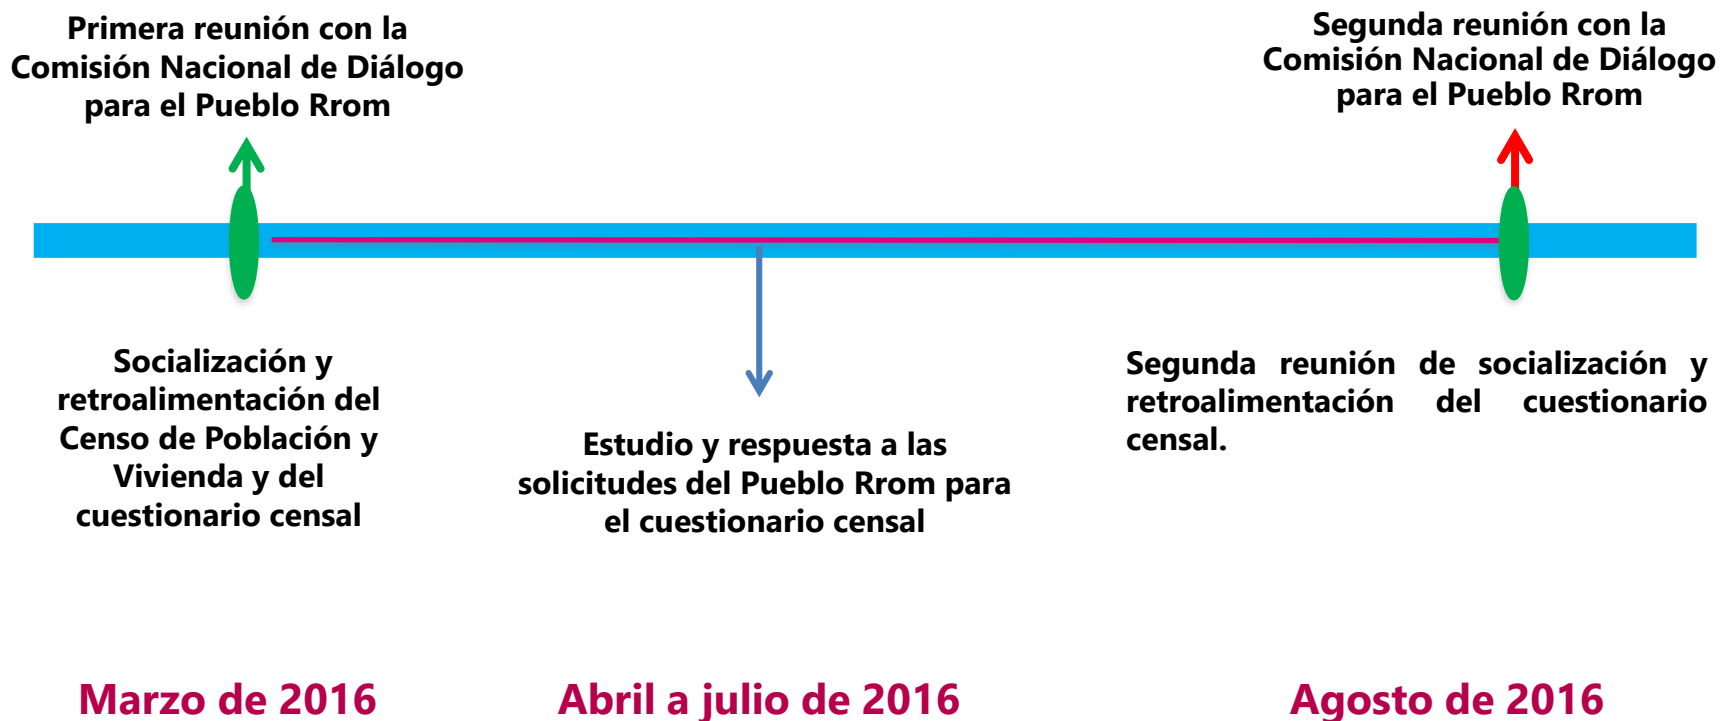 Primera reunión con la
Comisión Nacional de Diálogo
para el Pueblo Rrom
Segunda reunión con la
Comisión Nacional de Diálogo
para el Pueblo Rrom
Socialización y
retroalimentación del
Censo de Población y
Vivienda y del
cuestionario censal
Estudio y respuesta a las
solicitudes del Pueblo Rrom para
el cuestionario censal
Segunda reunión de socialización y
retroalimentación del cuestionario
censal.
Marzo de 2016
Abril a julio de 2016
Agosto de 2016